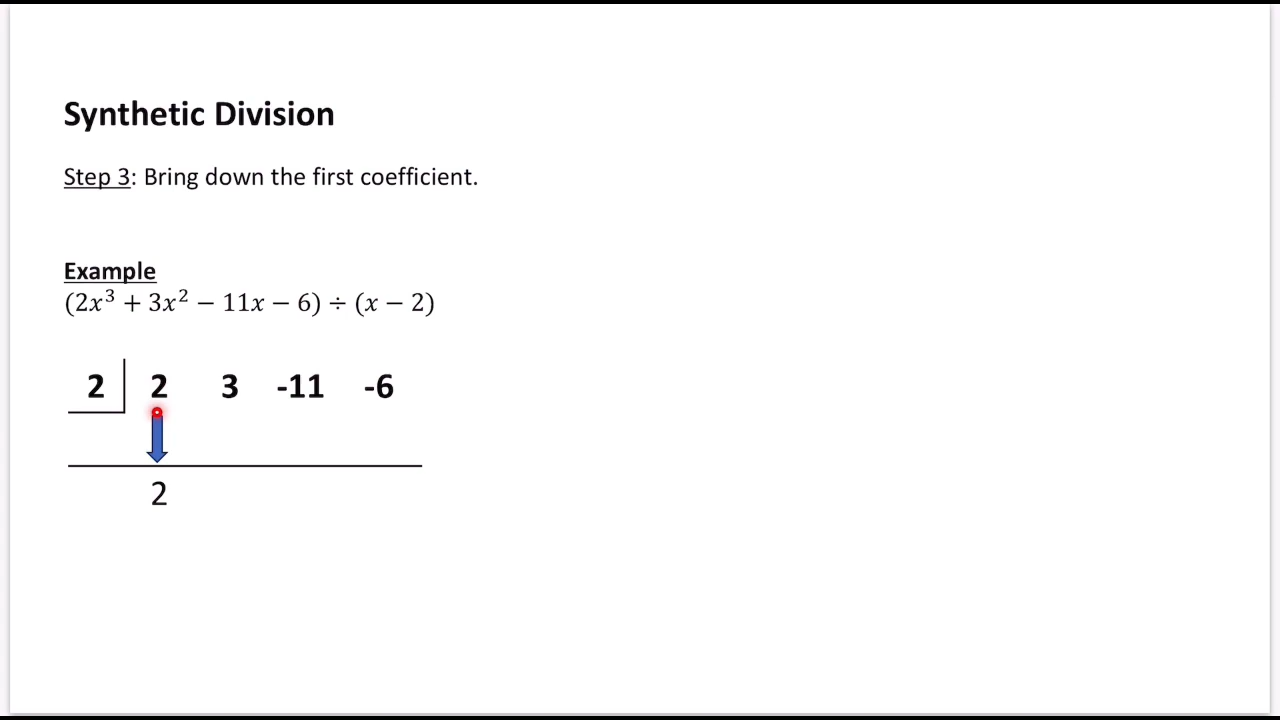 Synthetic Division
Step 3: Bring down the first coefficient.
Example
(2x³ + 3x² − 11x − 6) ÷ (x − 2)
2 2 3 -11 -6
2